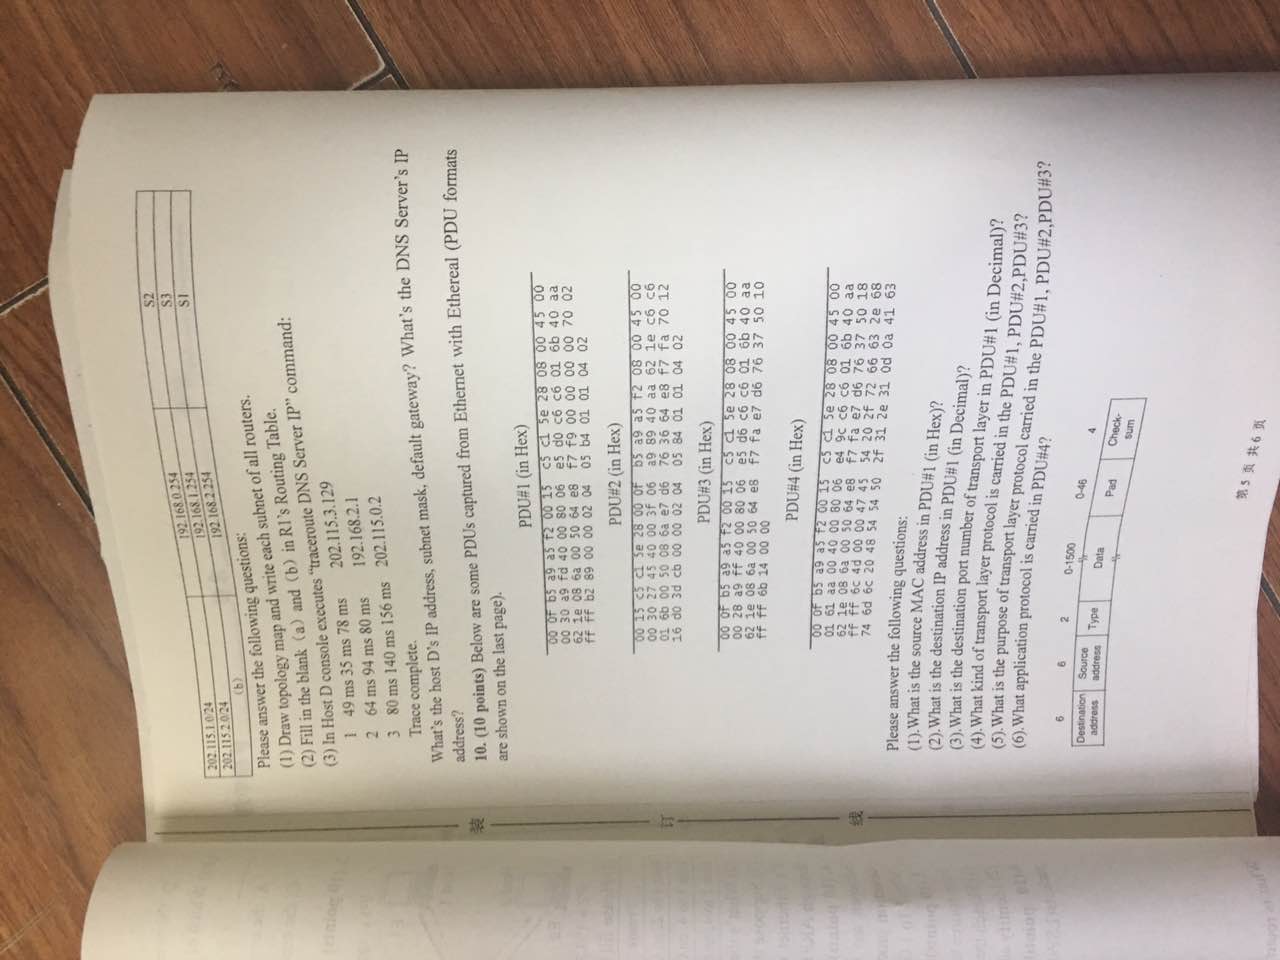 202.115.1.0/24 192.168.0.254 S2
202.115.2.0/24 192.168.1.254 S3
(b) 192.168.2.254 S1
Please answer the following questions:
(1) Draw topology map and write each subnet of all routers.
(2) Fill in the blank (a) and (b) in R1's Routing Table.
(3) In Host D console executes "traceroute DNS Server IP" command:
1 49 ms 35 ms 78 ms 202.115.3.129
2 64 ms 94 ms 80 ms 192.168.2.1
3 80 ms 140 ms 156 ms 202.115.0.2
Trace complete.
What's the host D's IP address, subnet mask, default gateway? What's the DNS Server's IP
address?
10. (10 points) Below are some PDUs captured from Ethernet with Ethereal (PDU formats
are shown on the last page).
PDU#1 (in Hex)
00 0f b5 a9 a5 f2 00 15 c5 c1 5e 28 08 00 45 00
00 30 a9 fd 40 00 80 06 e5 d0 c6 c6 01 6b 40 aa
62 1e 08 6a 00 50 64 e8 f7 f9 00 00 00 00 70 02
ff ff b2 89 00 00 02 04 05 b4 01 01 04 02
PDU#2 (in Hex)
00 15 c5 c1 5e 28 00 0f b5 a9 a5 f2 08 00 45 00
00 30 27 45 40 00 3f 06 a9 89 40 aa 62 1e c6 c6
01 6b 00 50 08 6a e7 d6 76 36 64 e8 f7 fa 70 12
16 d0 3d cb 00 00 02 04 05 84 01 01 04 02
PDU#3 (in Hex)
00 0f b5 a9 a5 f2 00 15 c5 c1 5e 28 08 00 45 00
00 28 a9 ff 40 00 80 06 e5 d6 c6 c6 01 6b 40 aa
62 1e 08 6a 00 50 64 e8 f7 fa e7 d6 76 37 50 10
ff ff 6b 14 00 00
PDU#4 (in Hex)
00 0f b5 a9 a5 f2 00 15 c5 c1 5e 28 08 00 45 00
01 61 aa 00 40 00 80 06 e4 9c c6 c6 01 6b 40 aa
62 1e 08 6a 00 50 64 e8 f7 fa e7 d6 76 37 50 18
ff ff 6c 4d 00 00 47 45 54 20 2f 72 66 63 2e 68
74 6d 6c 20 48 54 54 50 2f 31 2e 31 0d 0a 41 63
Please answer the following questions:
(1).What is the source MAC address in PDU#1 (in Hex)?
(2).What is the destination IP address in PDU#1 (in Decimal)?
(3).What is the destination port number of transport layer in PDU#1 (in Decimal)?
(4).What kind of transport layer protocol is carried in the PDU#1, PDU#2,PDU#3?
(5).What is the purpose of transport layer protocol carried in the PDU#1, PDU#2,PDU#3?
(6).What application protocol is carried in PDU#4?
6 6 2 0-1500 0-46 4
Destination address Source address Type Data Pad Check-sum
第 5 页 共 6 页
装
订
线